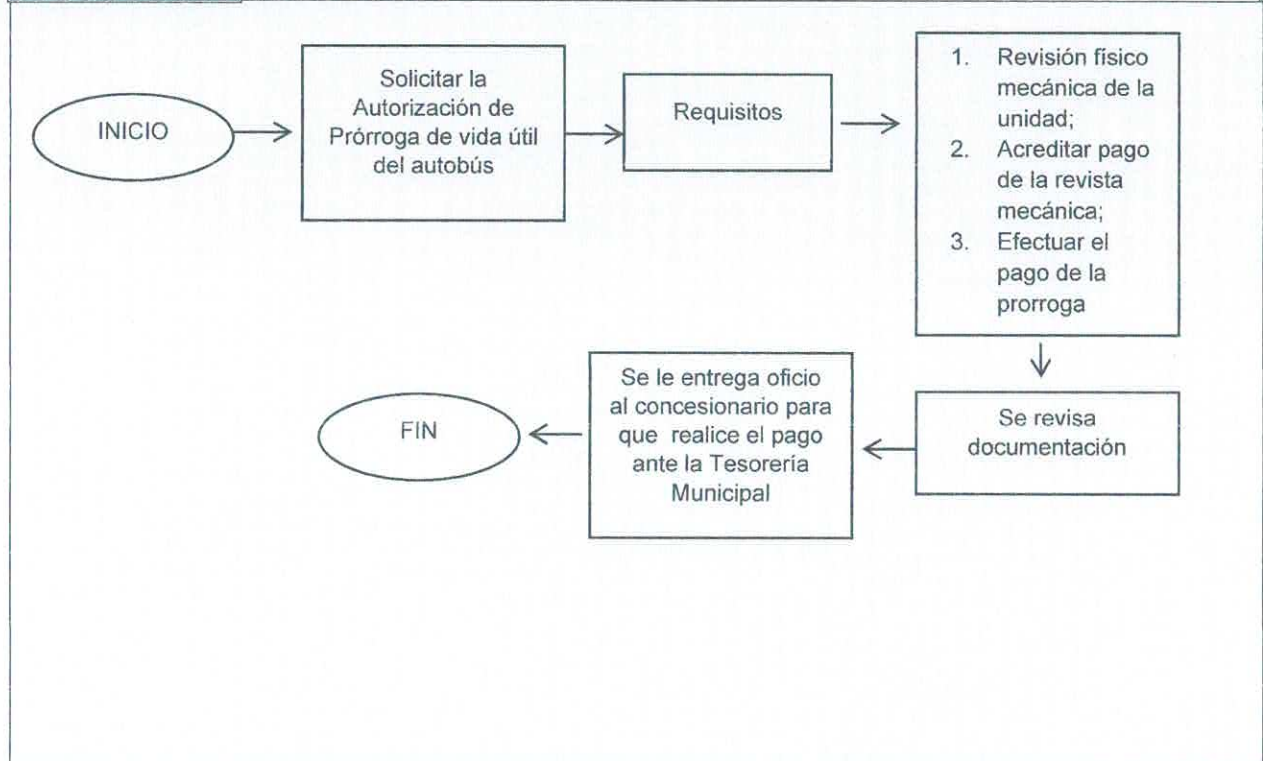 INICIO
Solicitar la
Autorización de
Prórroga de vida útil
del autobús
Requisitos
1. Revisión físico
mecánica de la
unidad;
2. Acreditar pago
de la revista
mecánica;
3. Efectuar el
pago de la
prorroga
Se revisa
documentación
Se le entrega oficio
al concesionario para
que realice el pago
ante la Tesorería
Municipal
FIN